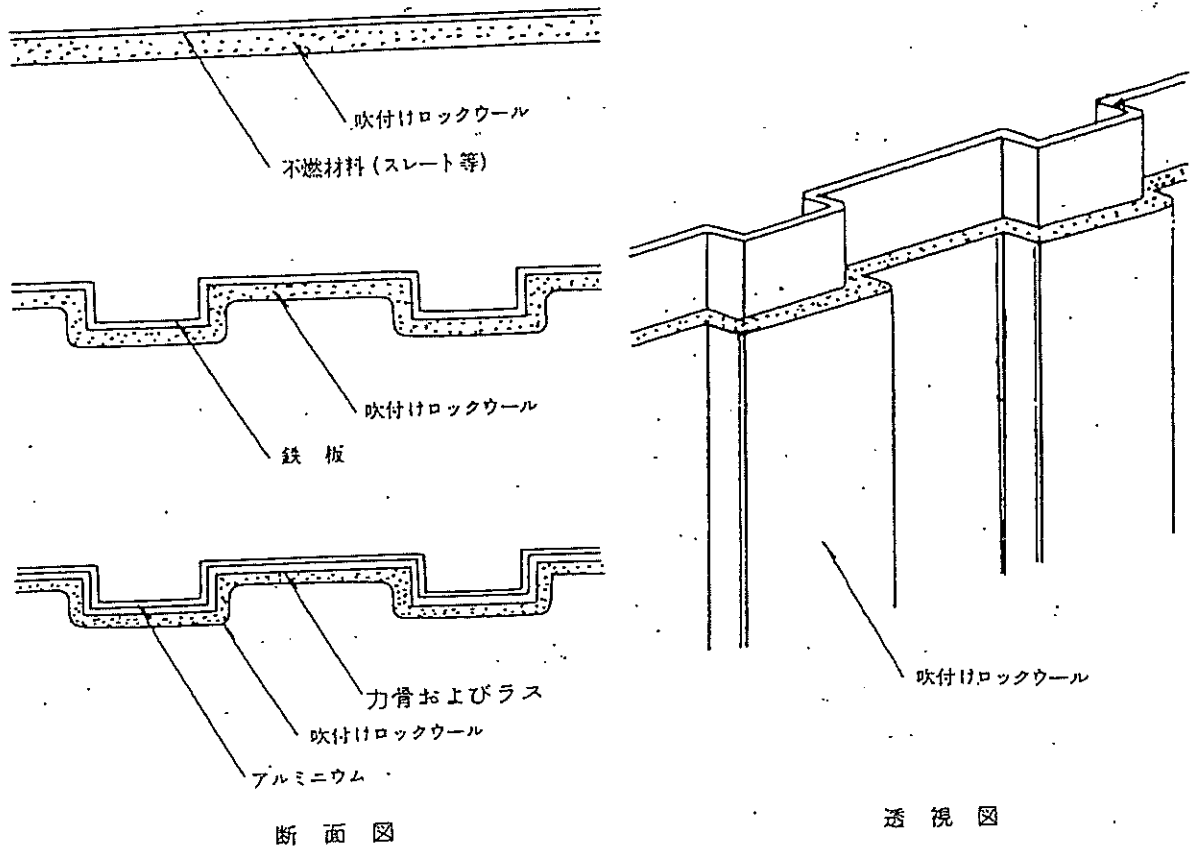 吹付けロックウール
不燃材料(スレート等)
吹付けロックウール
鉄板
力骨およびラス
吹付けロックウール
アルミニウム
断面図
吹付けロックウール
透視図